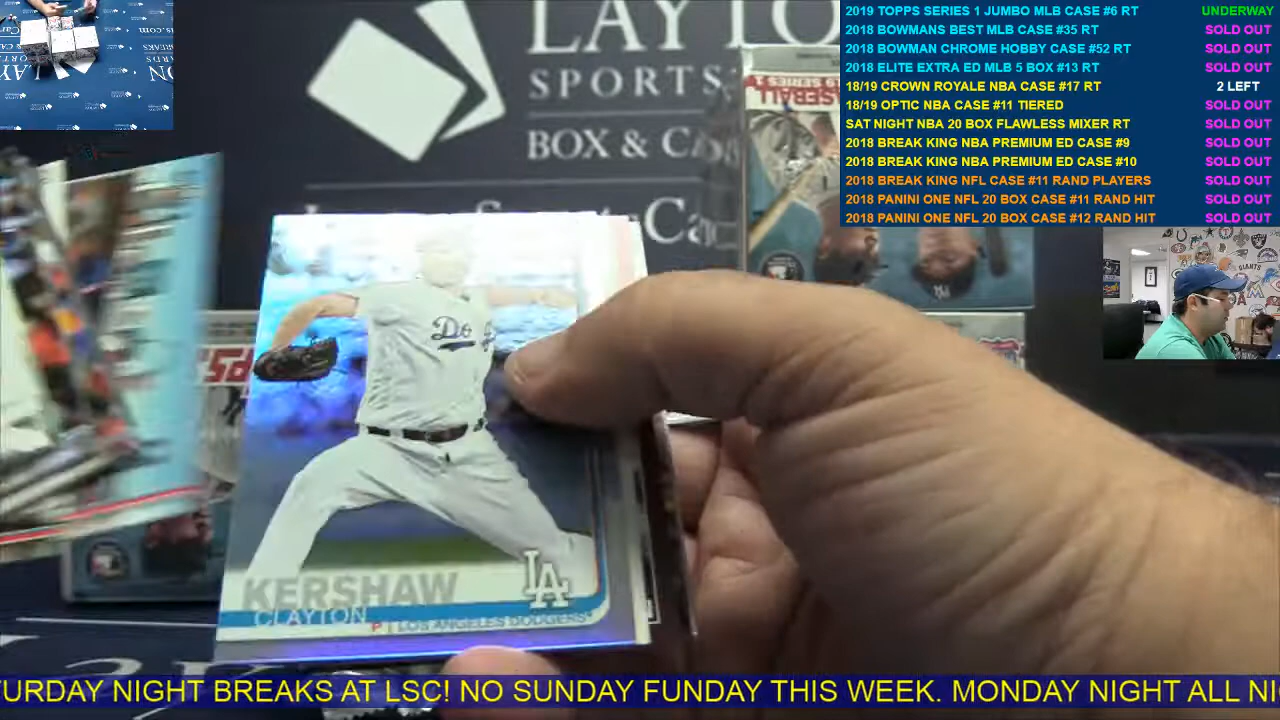 LAYTON
SPORTS
BOX & CA
2019 TOPPS SERIES 1 JUMBO MLB CASE #6 RT UNDERWAY
2018 BOWMANS BEST MLB CASE #35 RT SOLD OUT
2018 BOWMAN CHROME HOBBY CASE #52 RT SOLD OUT
2018 ELITE EXTRA ED MLB 5 BOX #13 RT SOLD OUT
18/19 CROWN ROYALE NBA CASE #17 RT 2 LEFT
18/19 OPTIC NBA CASE #11 TIERED SOLD OUT
SAT NIGHT NBA 20 BOX FLAWLESS MIXER RT SOLD OUT
2018 BREAK KING NBA PREMIUM ED CASE #9 SOLD OUT
2018 BREAK KING NBA PREMIUM ED CASE #10 SOLD OUT
2018 BREAK KING NFL CASE #11 RAND PLAYERS SOLD OUT
2018 PANINI ONE NFL 20 BOX CASE #11 RAND HIT SOLD OUT
2018 PANINI ONE NFL 20 BOX CASE #12 RAND HIT SOLD OUT
KERSHAW
CLAYTON
P | LOS ANGELES DODGERS
LA
TURDAY NIGHT BREAKS AT LSC! NO SUNDAY FUNDAY THIS WEEK. MONDAY NIGHT ALL NI